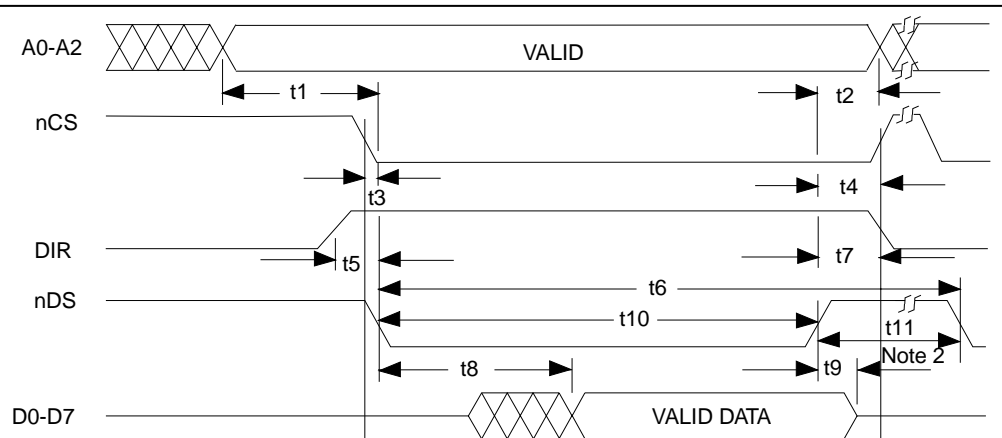 A0-A2
VALID
t1
t2
nCS
t3
t4
DIR
t5
t7
nDS
t6
t10
t11
Note 2
t8
t9
D0-D7
VALID DATA